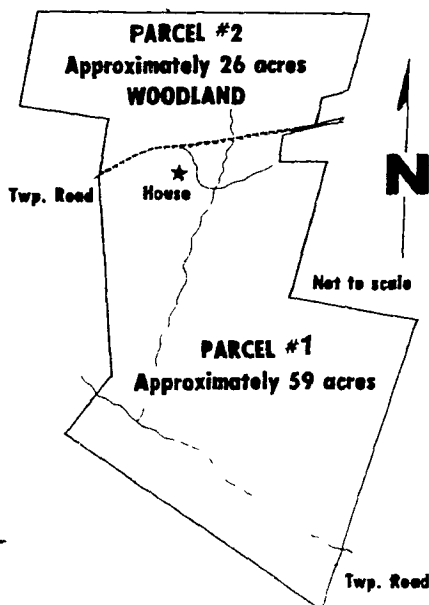 PARCEL #2
Approximately 26 acres
WOODLAND
N
Twp. Road
House
Not to scale
PARCEL #1
Approximately 59 acres
Twp. Road